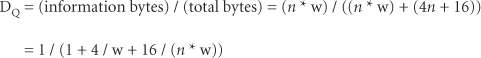 D_Q = (information bytes) / (total bytes) = (n * w) / ((n * w) + (4n + 16))
= 1 / (1 + 4 / w + 16 / (n * w))